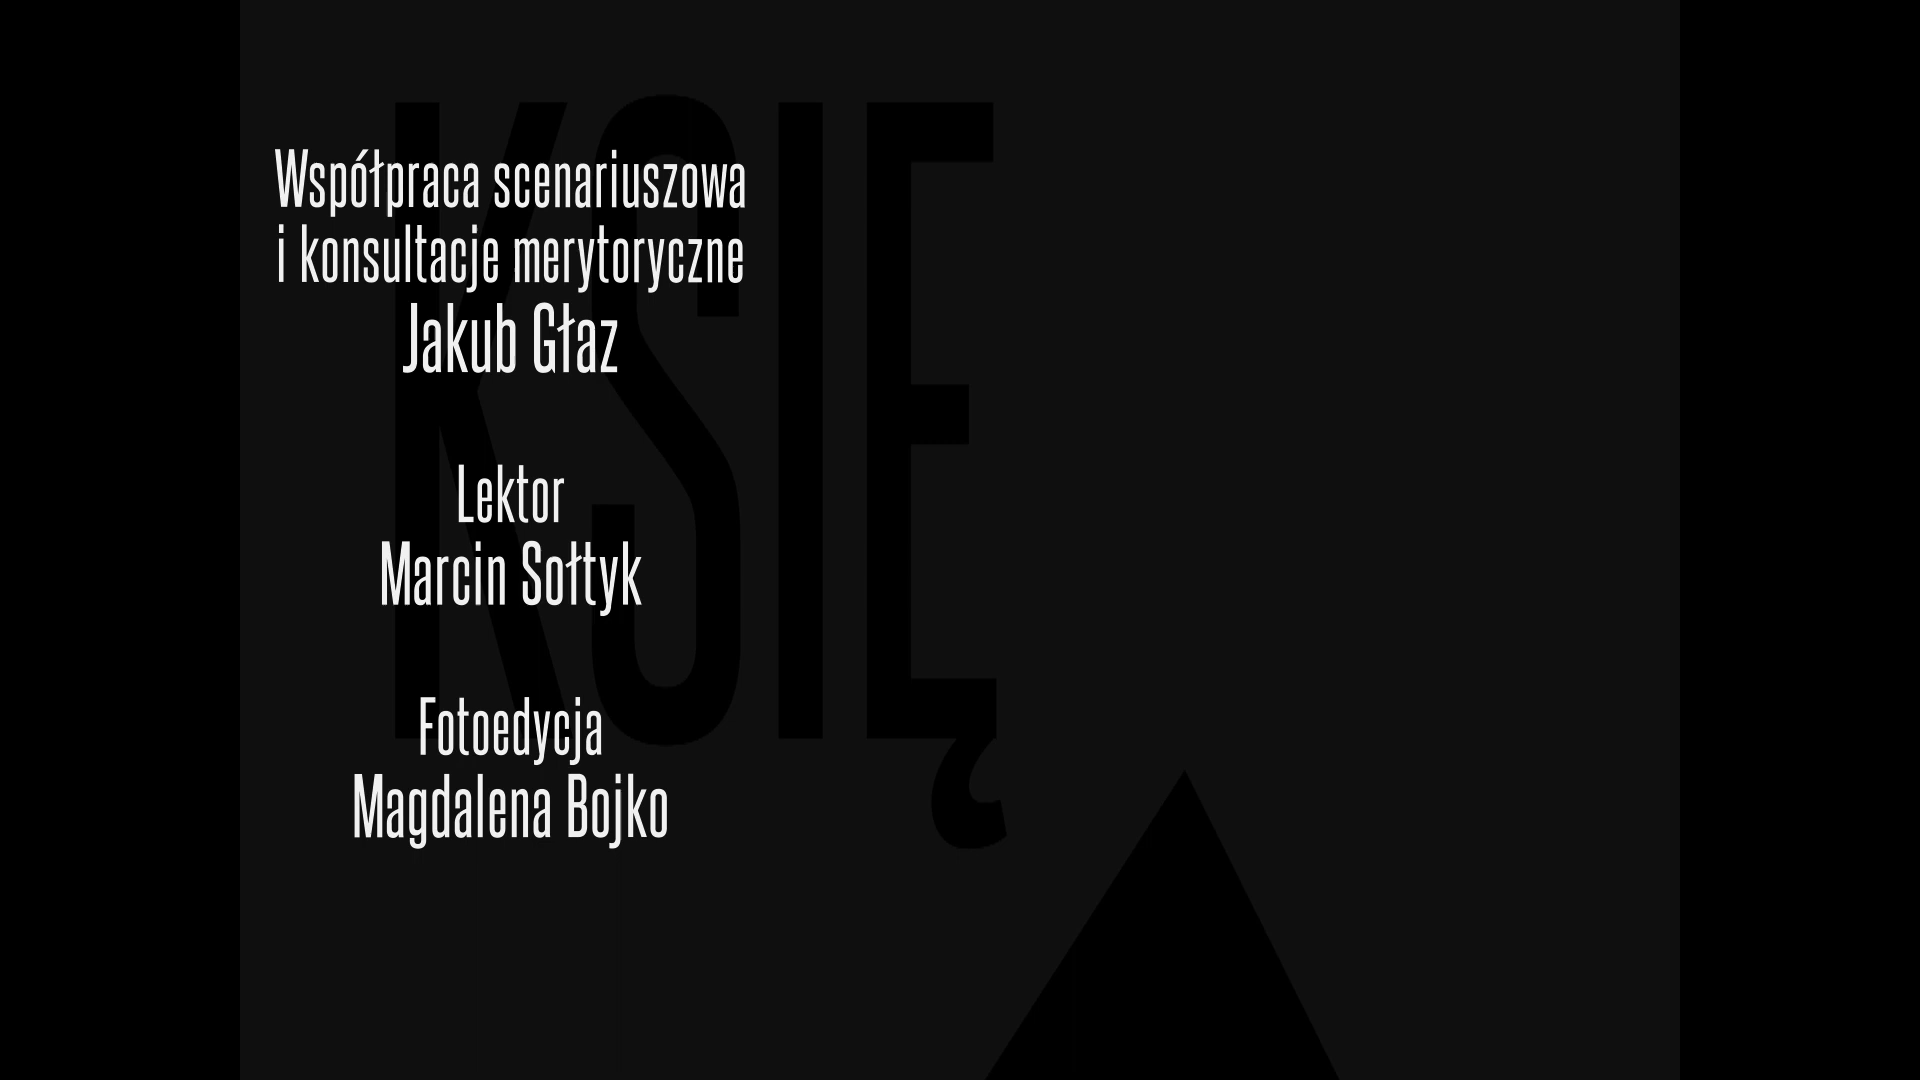 KSIĘ
Współpraca scenariuszowa
i konsultacje merytoryczne
Jakub Głaz
Lektor
Marcin Sołtyk
Fotoedycja
Magdalena Bojko